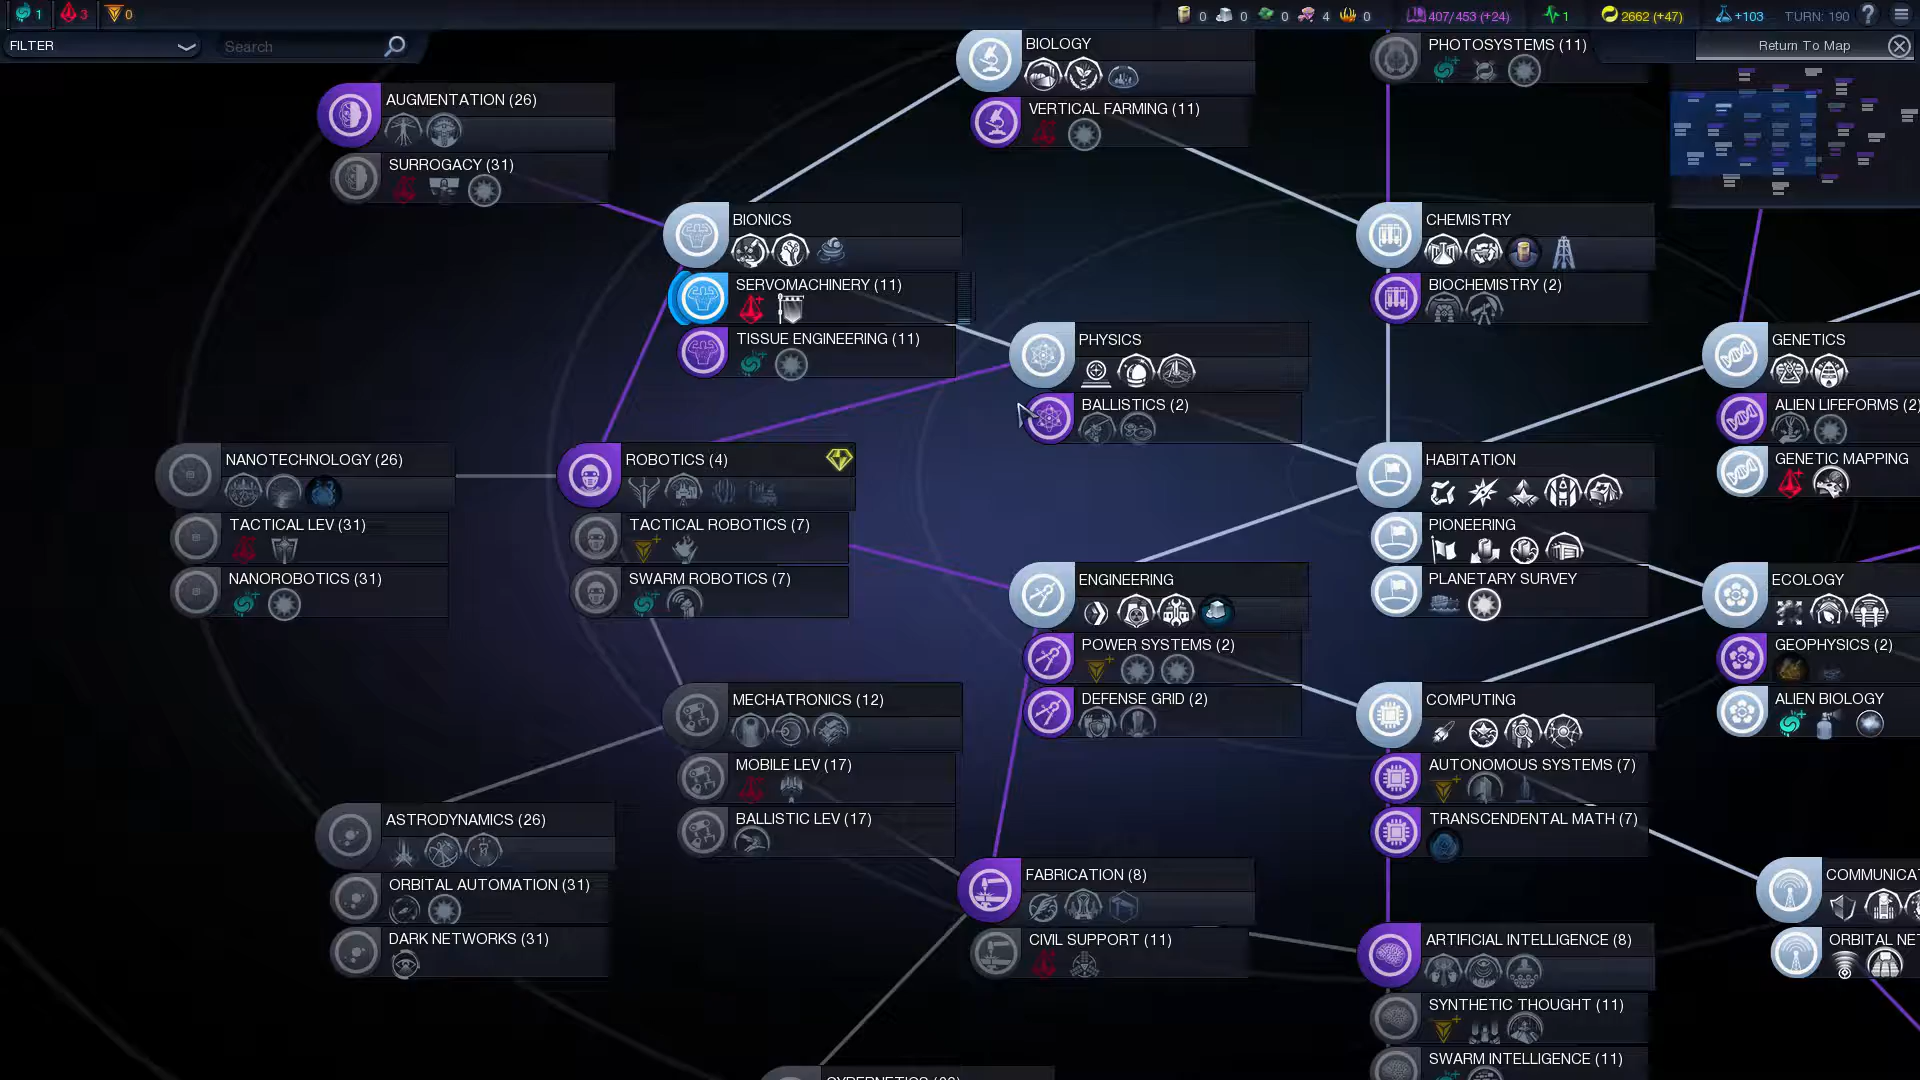 1 3 0
0 0 0 4 0 407/453 (+24) 1 2662 (+47) +103 TURN: 190 ?
FILTER
Search
Return To Map
BIOLOGY
VERTICAL FARMING (11)
PHOTOSYSTEMS (11)
AUGMENTATION (26)
SURROGACY (31)
BIONICS
SERVOMACHINERY (11)
TISSUE ENGINEERING (11)
CHEMISTRY
BIOCHEMISTRY (2)
PHYSICS
BALLISTICS (2)
GENETICS
ALIEN LIFEFORMS (2)
GENETIC MAPPING
NANOTECHNOLOGY (26)
TACTICAL LEV (31)
NANOROBOTICS (31)
ROBOTICS (4)
TACTICAL ROBOTICS (7)
SWARM ROBOTICS (7)
HABITATION
PIONEERING
PLANETARY SURVEY
ENGINEERING
POWER SYSTEMS (2)
DEFENSE GRID (2)
ECOLOGY
GEOPHYSICS (2)
ALIEN BIOLOGY
MECHATRONICS (12)
MOBILE LEV (17)
BALLISTIC LEV (17)
COMPUTING
AUTONOMOUS SYSTEMS (7)
TRANSCENDENTAL MATH (7)
ASTRODYNAMICS (26)
ORBITAL AUTOMATION (31)
DARK NETWORKS (31)
FABRICATION (8)
CIVIL SUPPORT (11)
COMMUNICA
ORBITAL NE
ARTIFICIAL INTELLIGENCE (8)
SYNTHETIC THOUGHT (11)
SWARM INTELLIGENCE (11)